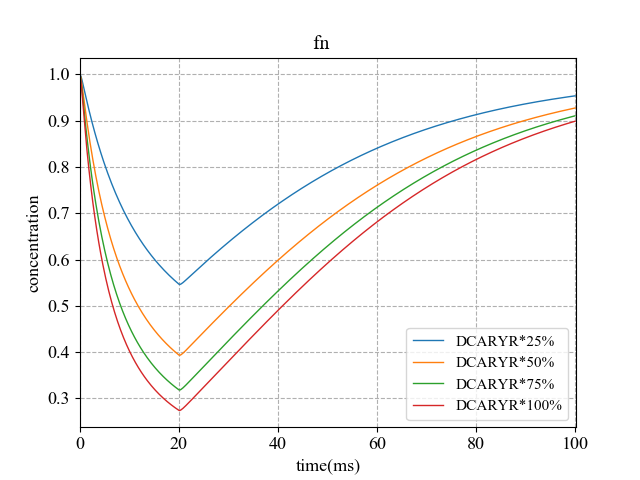 fn
concentration
1.0
0.9
0.8
0.7
0.6
0.5
0.4
0.3
DCARYR*25%
DCARYR*50%
DCARYR*75%
DCARYR*100%
0 20 40 60 80 100
time(ms)